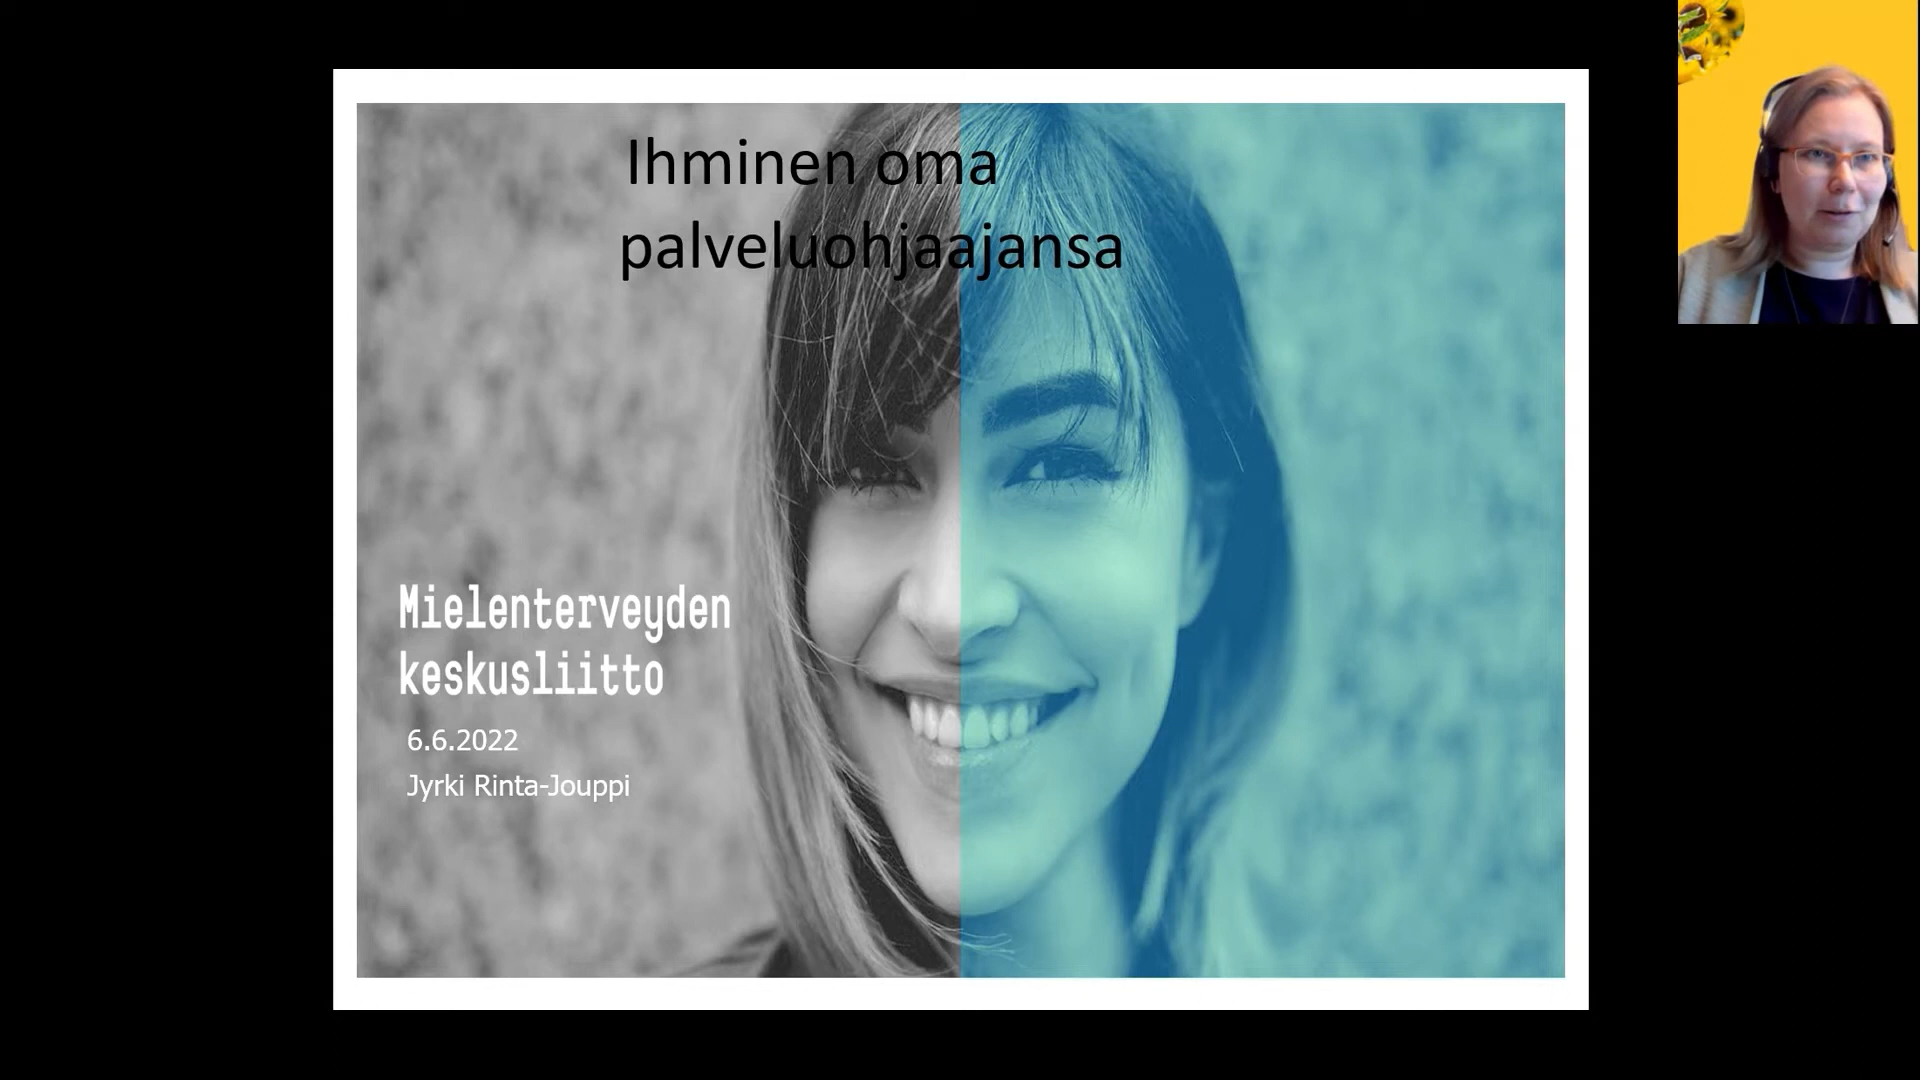 Ihminen oma
palveluohjaajansa
Mielenterveyden
keskusliitto
6.6.2022
Jyrki Rinta-Jouppi